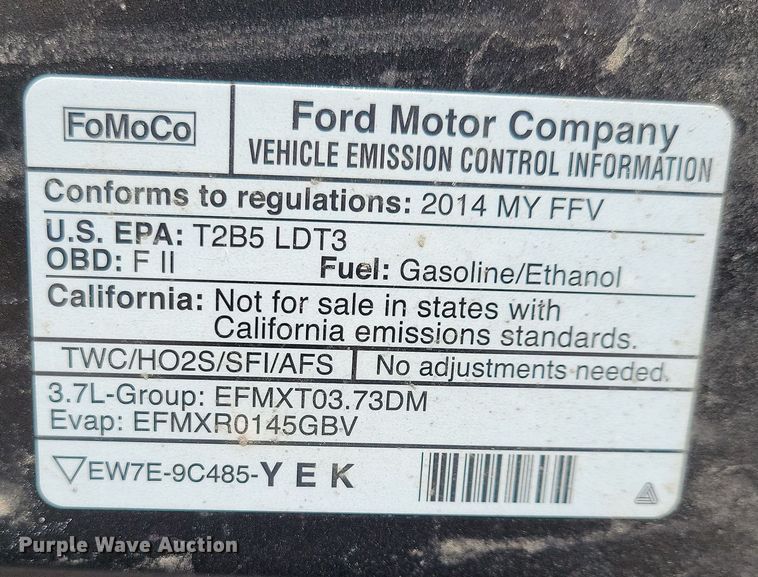 FoMoCo
Ford Motor Company
VEHICLE EMISSION CONTROL INFORMATION
Conforms to regulations: 2014 MY FFV
U.S. EPA: T2B5 LDT3
OBD: F II Fuel: Gasoline/Ethanol
California: Not for sale in states with
California emissions standards.
TWC/HO2S/SFI/AFS No adjustments needed.
3.7L-Group: EFMXT03.73DM
Evap: EFMXR0145GBV
EW7E-9C485-YEK
Purple Wave Auction